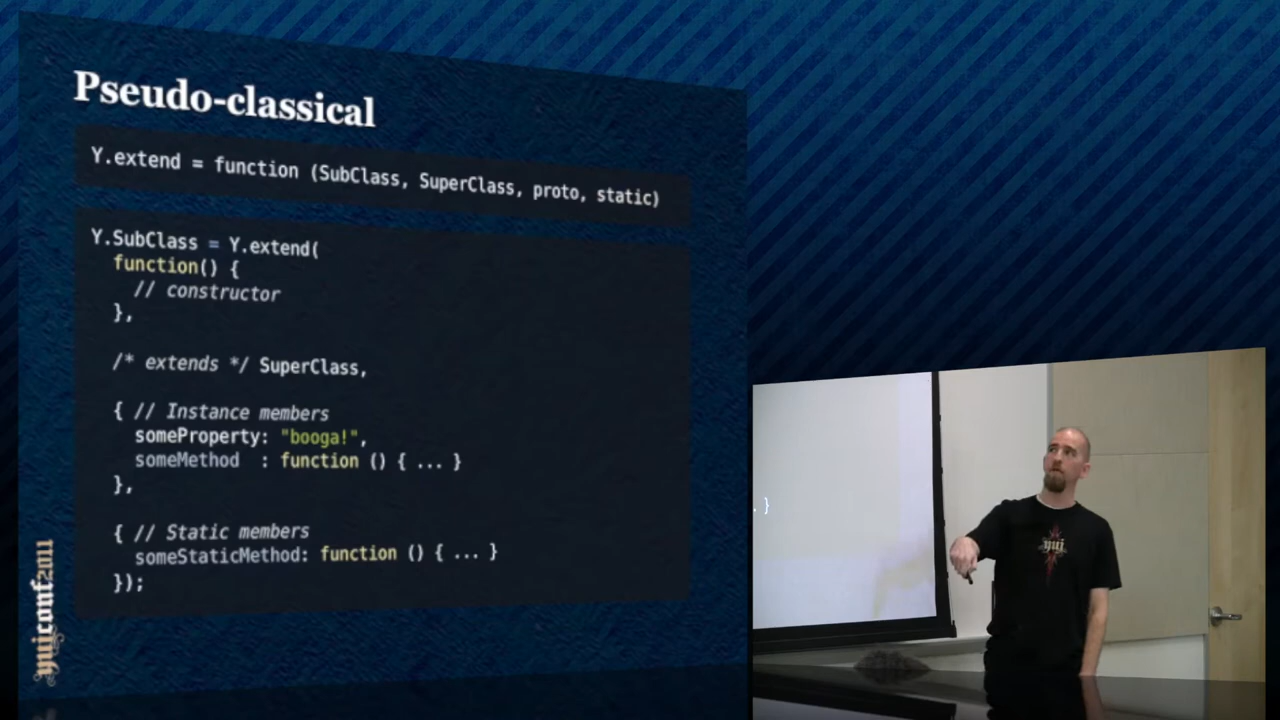 Pseudo-classical
Y.extend = function (SubClass, SuperClass, proto, static)
Y.SubClass = Y.extend(
function() {
// constructor
},
/* extends */ SuperClass,
{ // Instance members
someProperty: "booga!",
someMethod : function () { ... }
},
{ // Static members
someStaticMethod: function () { ... }
});
yuiconf2011
. }
yui